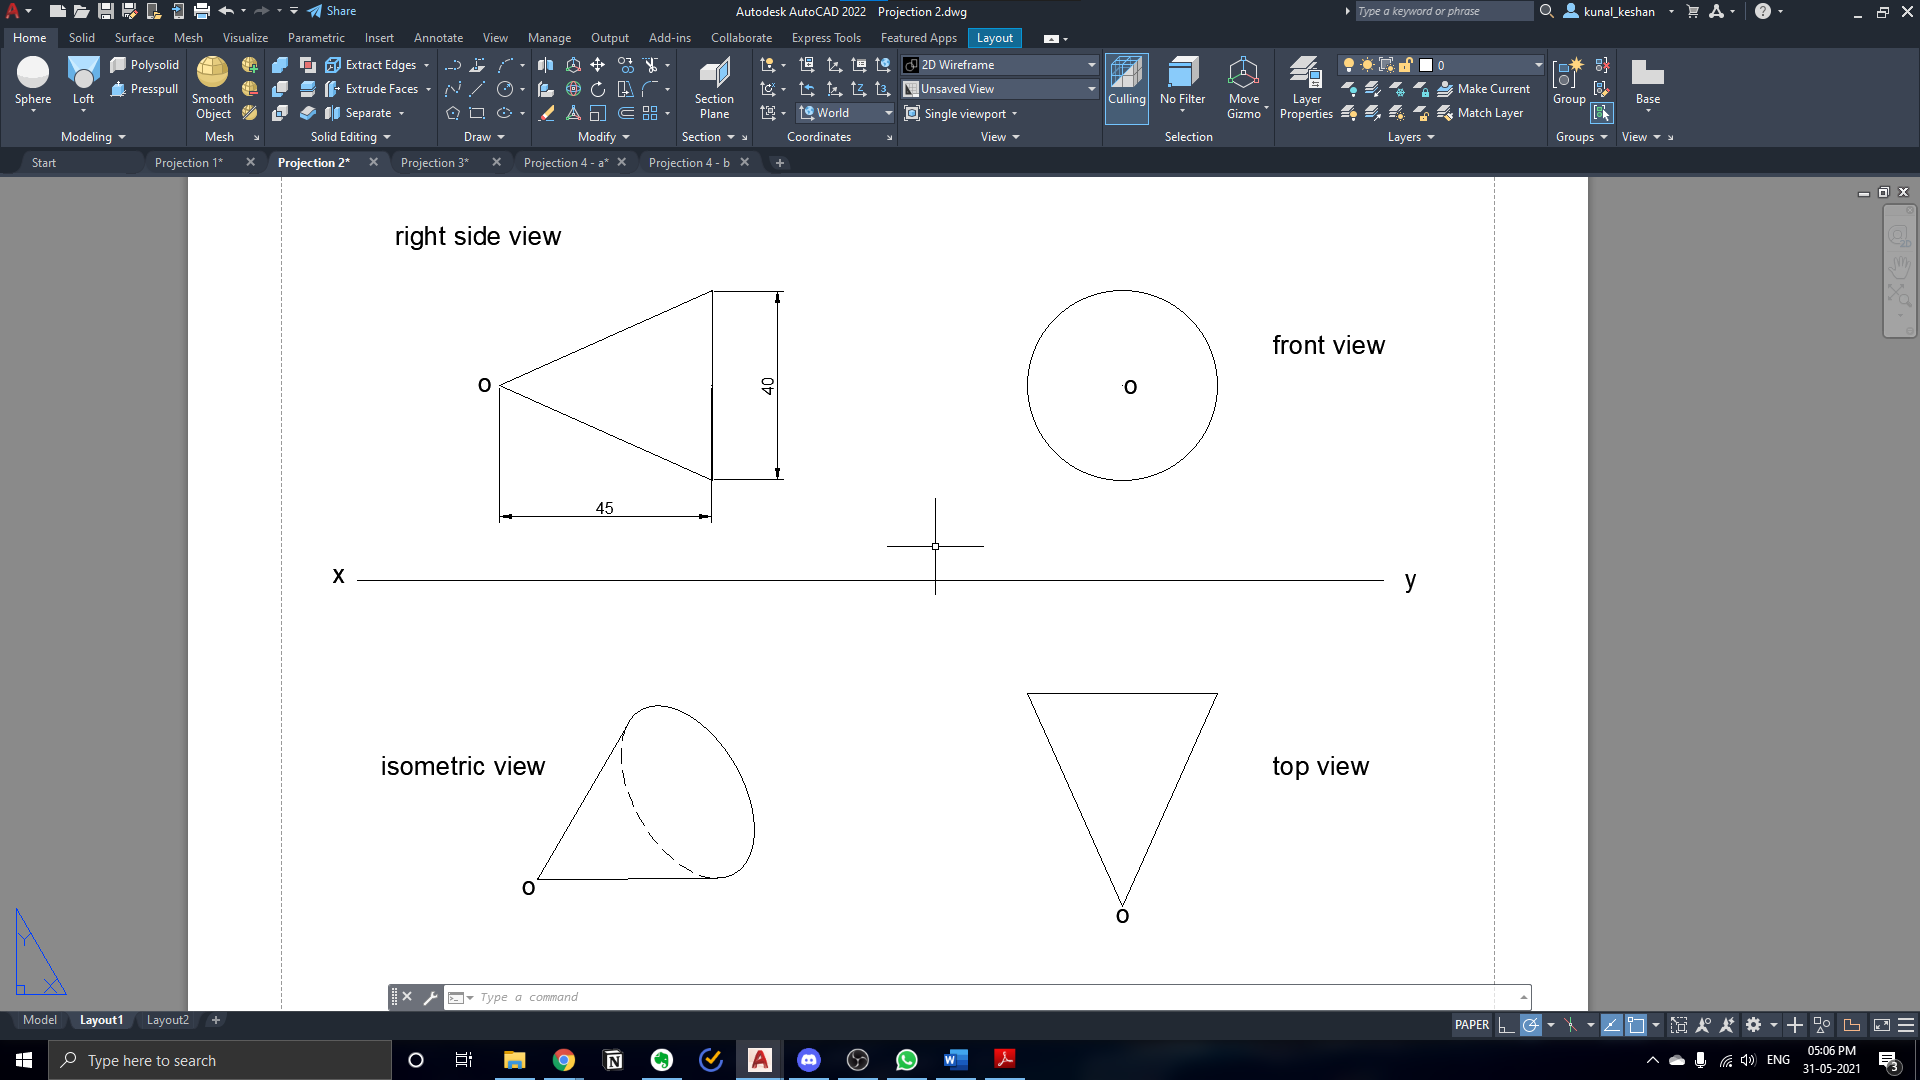 Share
Autodesk AutoCAD 2022 Projection 2.dwg
Type a keyword or phrase
kunal_keshan
Home Solid Surface Mesh Visualize Parametric Insert Annotate View Manage Output Add-ins Collaborate Express Tools Featured Apps Layout
Sphere
Loft
Polysolid
Presspull
Modeling
Smooth
Object
Mesh
Extract Edges
Extrude Faces
Separate
Solid Editing
Draw
Modify
Section
Plane
Section
World
Coordinates
2D Wireframe
Unsaved View
Single viewport
View
Culling
No Filter
Move
Gizmo
Selection
Layer
Properties
0
Make Current
Match Layer
Layers
Group
Groups
Base
View
Start Projection 1* Projection 2* Projection 3* Projection 4 - a* Projection 4 - b
right side view
o
40
45
o
front view
x
y
isometric view
o
top view
o
Y
X
Type a command
Model Layout1 Layout2
PAPER
Type here to search
ENG
05:06 PM
31-05-2021
3